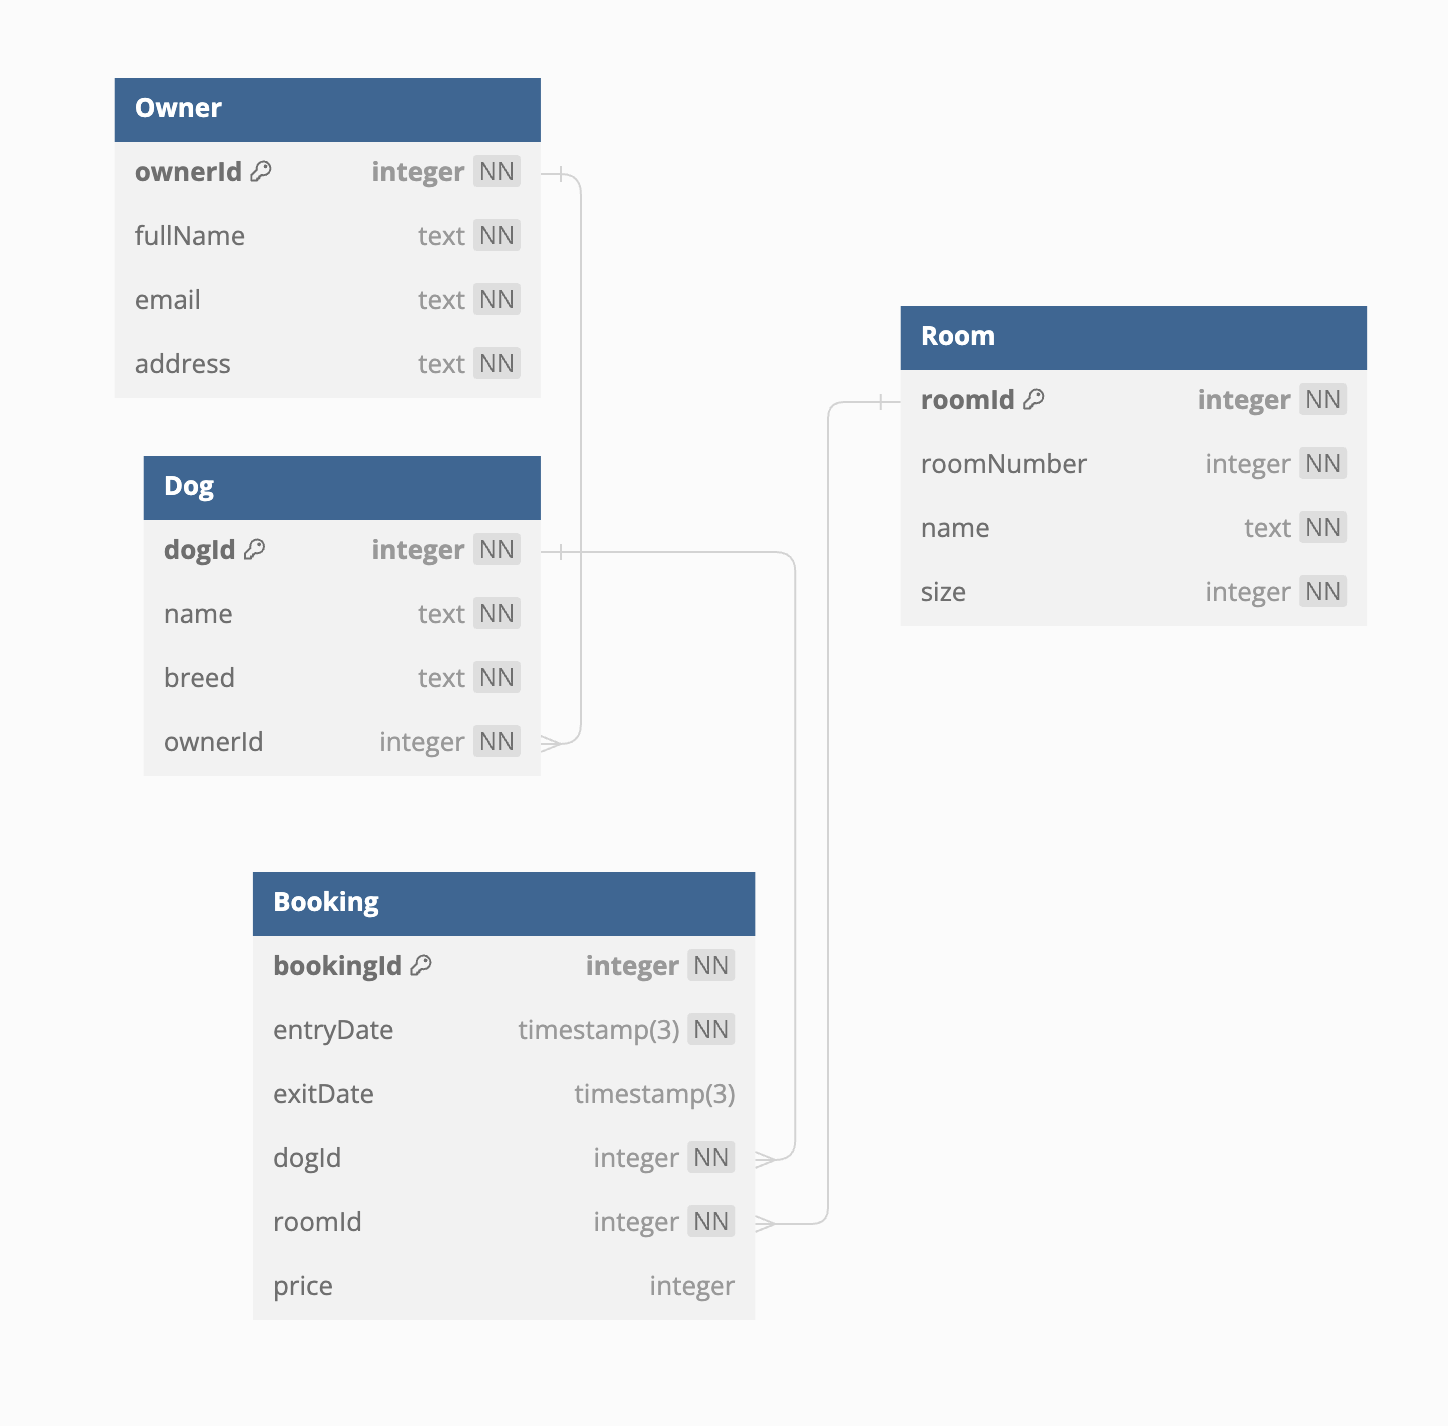 Owner
ownerId integer NN
fullName text NN
email text NN
address text NN
Dog
dogId integer NN
name text NN
breed text NN
ownerId integer NN
Room
roomId integer NN
roomNumber integer NN
name text NN
size integer NN
Booking
bookingId integer NN
entryDate timestamp(3) NN
exitDate timestamp(3)
dogId integer NN
roomId integer NN
price integer